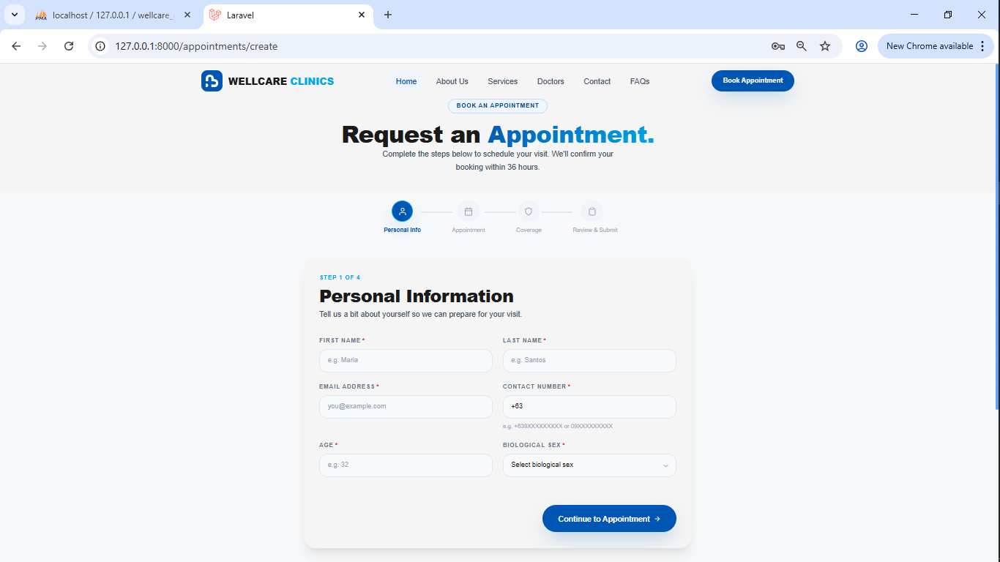 localhost / 127.0.0.1 / wellcare_
Laravel
127.0.0.1:8000/appointments/create
New Chrome available
WELLCARE CLINICS
Home
About Us
Services
Doctors
Contact
FAQs
Book Appointment
BOOK AN APPOINTMENT
Request an Appointment.
Complete the steps below to schedule your visit. We'll confirm your
booking within 36 hours.
Personal Info
Appointment
Coverage
Review & Submit
STEP 1 OF 4
Personal Information
Tell us a bit about yourself so we can prepare for your visit.
FIRST NAME *
LAST NAME *
e.g. Maria
e.g. Santos
EMAIL ADDRESS *
CONTACT NUMBER *
you@example.com
+63
e.g. +639XXXXXXXXX or 09XXXXXXXXX
AGE *
BIOLOGICAL SEX *
e.g. 32
Select biological sex
Continue to Appointment →